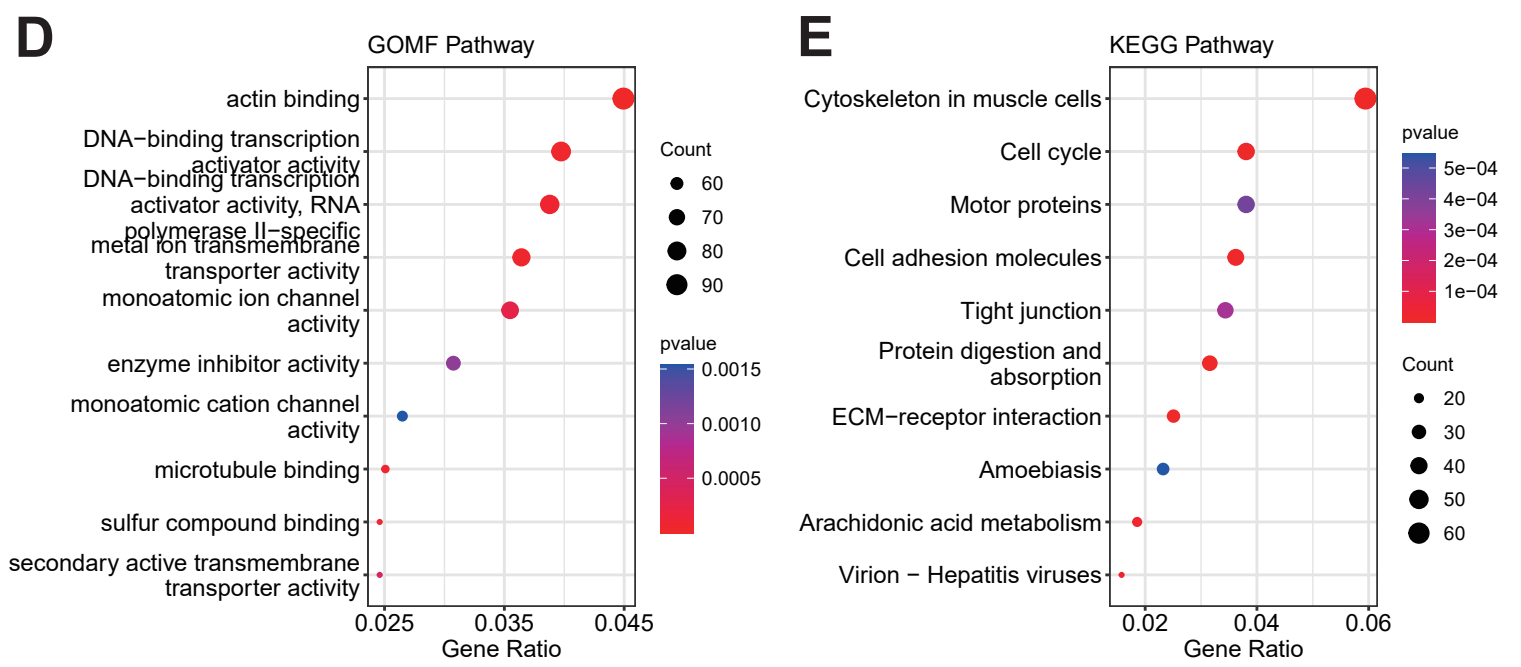 D
GOMF Pathway
actin binding
DNA−binding transcription
activator activity
DNA−binding transcription
activator activity, RNA
polymerase II−specific
metal ion transmembrane
transporter activity
monoatomic ion channel
activity
enzyme inhibitor activity
monoatomic cation channel
activity
microtubule binding
sulfur compound binding
secondary active transmembrane
transporter activity
0.025 0.035 0.045
Gene Ratio
Count
60
70
80
90
pvalue
0.0015
0.0010
0.0005
E
KEGG Pathway
Cytoskeleton in muscle cells
Cell cycle
Motor proteins
Cell adhesion molecules
Tight junction
Protein digestion and
absorption
ECM−receptor interaction
Amoebiasis
Arachidonic acid metabolism
Virion − Hepatitis viruses
0.02 0.04 0.06
Gene Ratio
pvalue
5e−04
4e−04
3e−04
2e−04
1e−04
Count
20
30
40
50
60